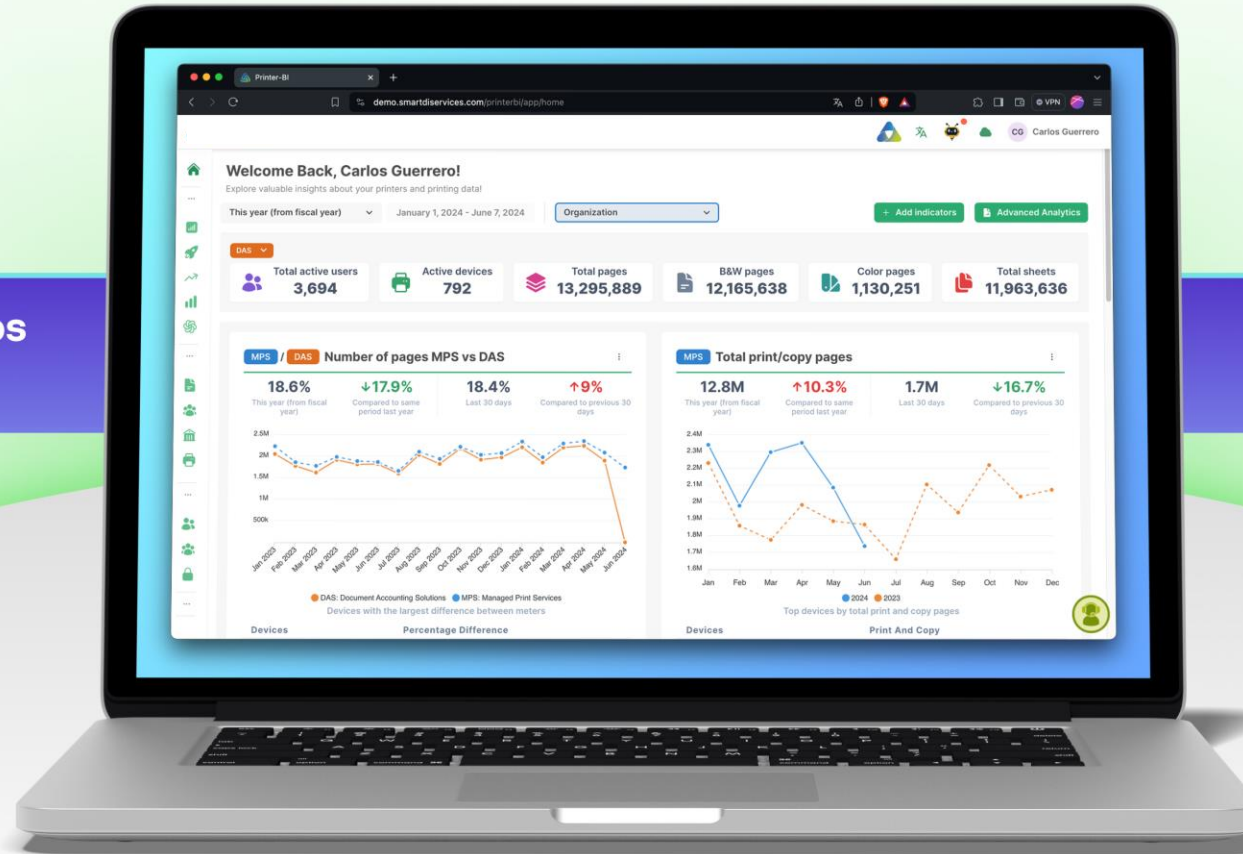 os
Printer-BI
demo.smartdiservices.com/printerbi/app/home
VPN
CG Carlos Guerrero
Welcome Back, Carlos Guerrero!
Explore valuable insights about your printers and printing data!
This year (from fiscal year) January 1, 2024 - June 7, 2024 Organization + Add indicators Advanced Analytics
DAS
Total active users
3,694
Active devices
792
Total pages
13,295,889
B&W pages
12,165,638
Color pages
1,130,251
Total sheets
11,963,636
MPS / DAS Number of pages MPS vs DAS
18.6% ↓17.9% 18.4% ↑9%
This year (from fiscal year) Compared to same period last year Last 30 days Compared to previous 30 days
2.5M
2M
1.5M
1M
500k
Jan 2023 Feb 2023 Mar 2023 Apr 2023 May 2023 Jun 2023 Jul 2023 Aug 2023 Sep 2023 Oct 2023 Nov 2023 Dec 2023 Jan 2024 Feb 2024 Mar 2024 Apr 2024 May 2024 Jun 2024
DAS: Document Accounting Solutions MPS: Managed Print Services
Devices with the largest difference between meters
Devices Percentage Difference
MPS Total print/copy pages
12.8M ↑10.3% 1.7M ↓16.7%
This year (from fiscal year) Compared to same period last year Last 30 days Compared to previous 30 days
2.4M
2.3M
2.2M
2.1M
2M
1.9M
1.8M
1.7M
1.6M
Jan Feb Mar Apr May Jun Jul Aug Sep Oct Nov Dec
2024 2023
Top devices by total print and copy pages
Devices Print And Copy